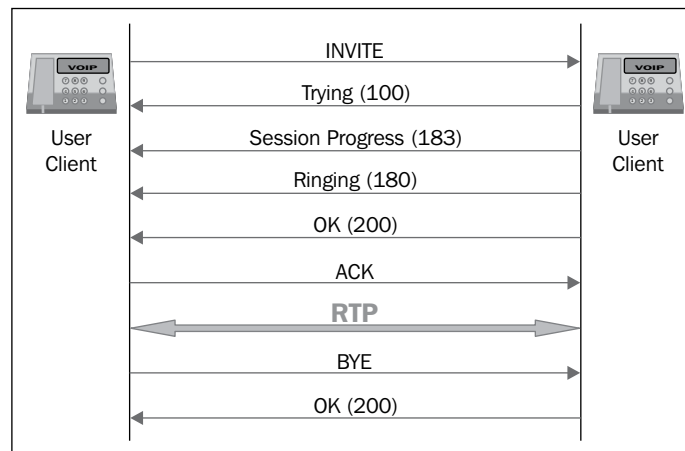 INVITE
VOIP
VOIP
Trying (100)
User
Client
Session Progress (183)
User
Client
Ringing (180)
OK (200)
ACK
RTP
BYE
OK (200)